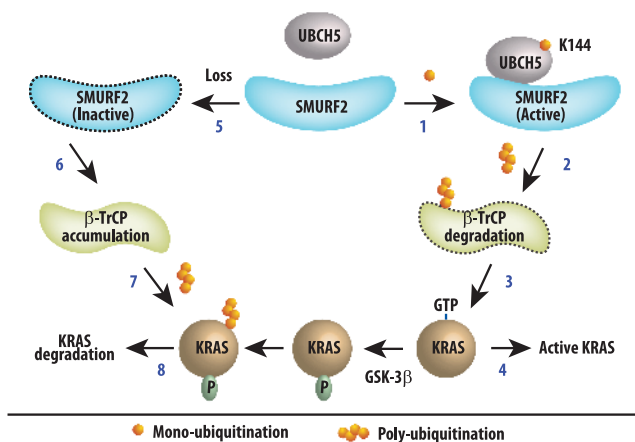 UBCH5
K144
UBCH5
Loss
SMURF2
(Inactive)
SMURF2
SMURF2
(Active)
5
1
6
2
β-TrCP
accumulation
β-TrCP
degradation
7
3
GTP
KRAS
degradation
KRAS
KRAS
KRAS
Active KRAS
8
4
GSK-3β
P
P
Mono-ubiquitination
Poly-ubiquitination